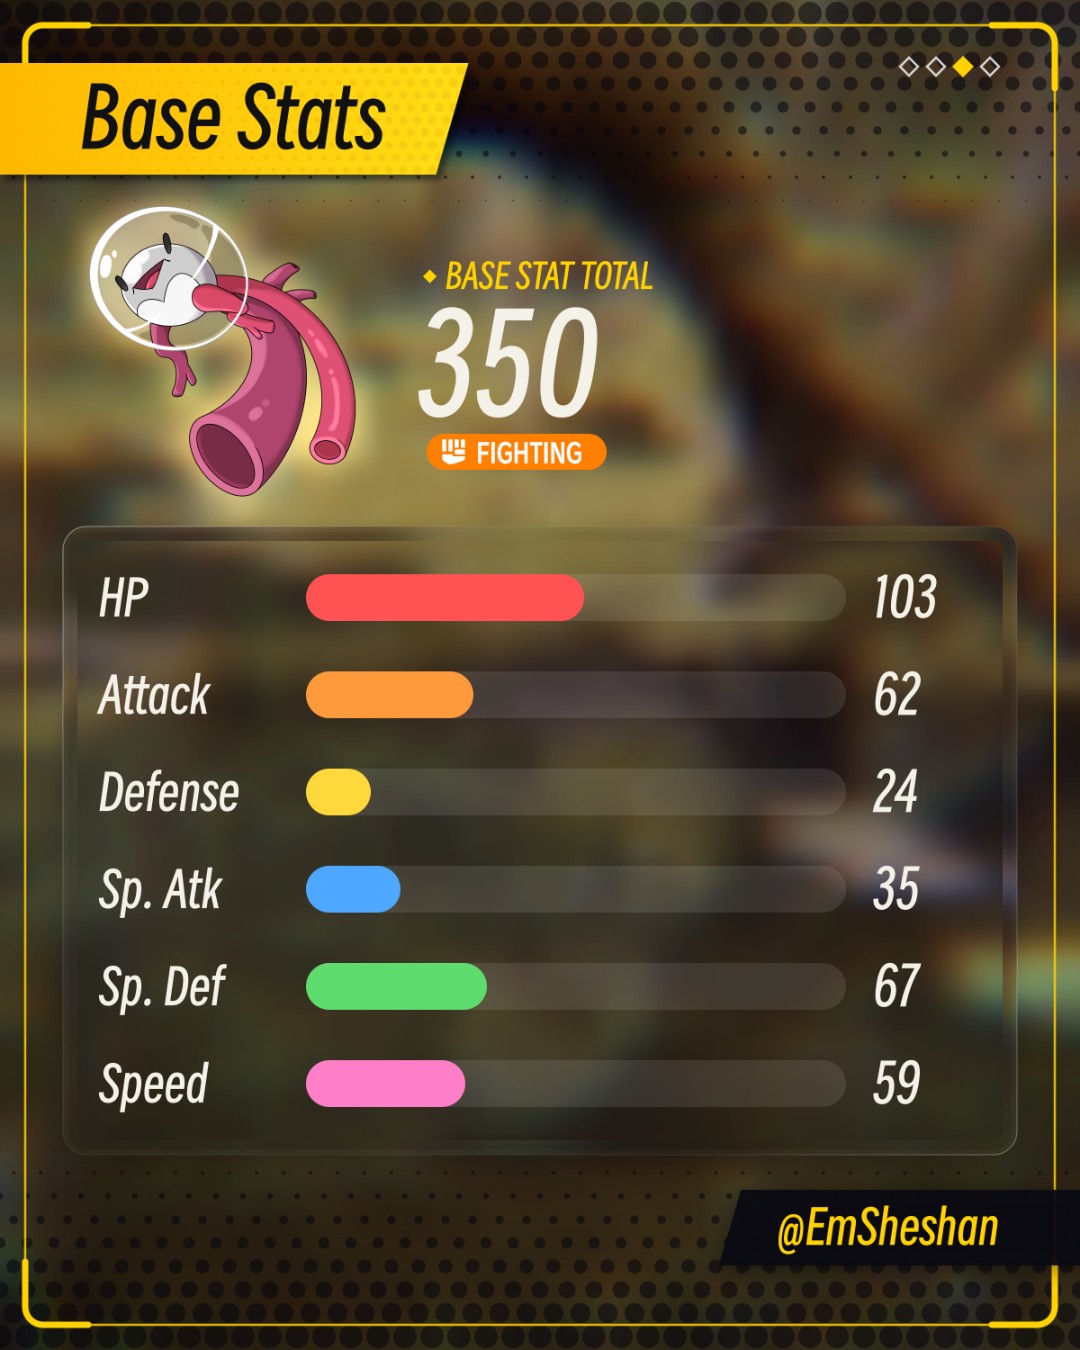 Base Stats
BASE STAT TOTAL
350
FIGHTING
HP 103
Attack 62
Defense 24
Sp. Atk 35
Sp. Def 67
Speed 59
@EmSheshan